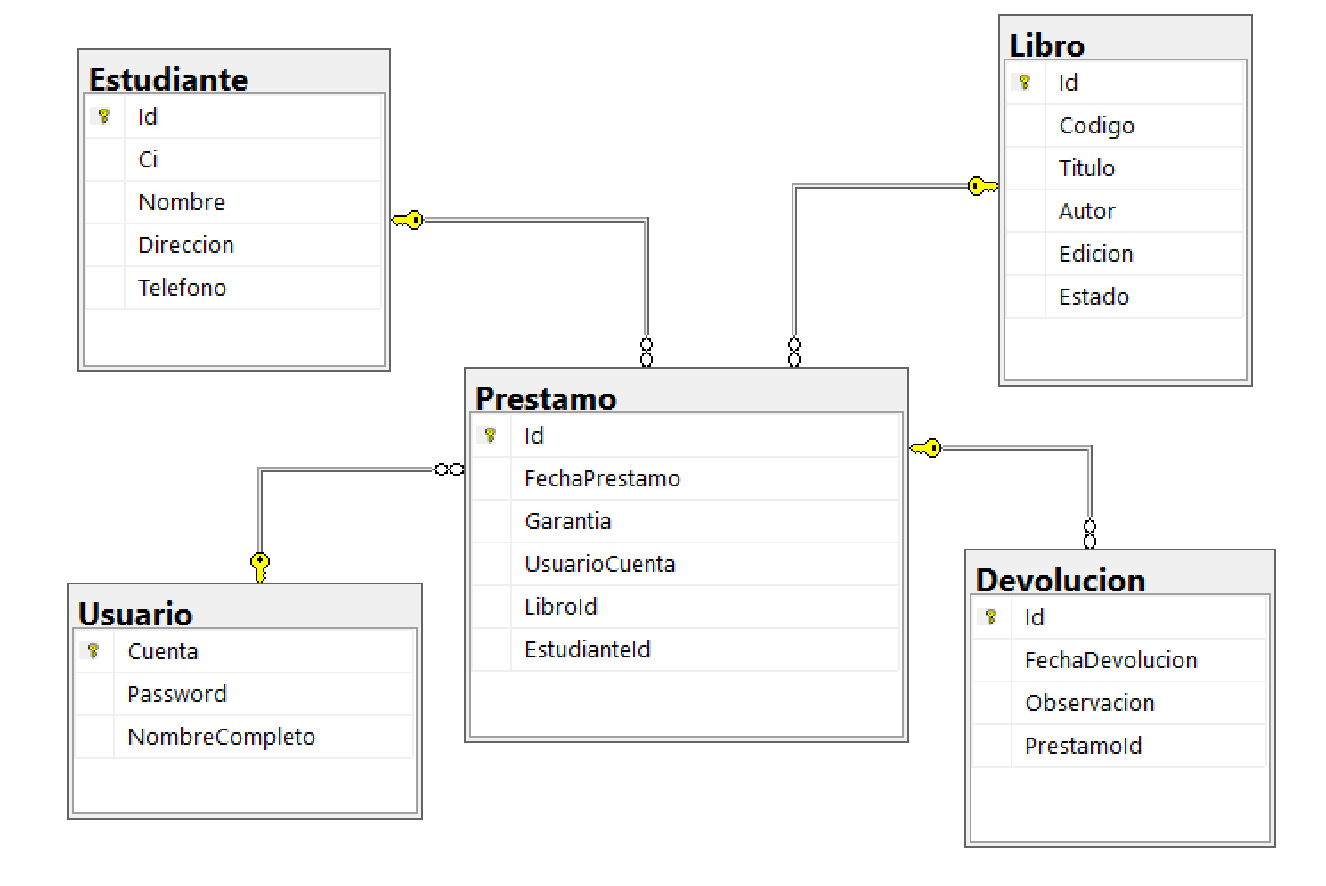 Estudiante
Id
Ci
Nombre
Direccion
Telefono
Libro
Id
Codigo
Titulo
Autor
Edicion
Estado
Prestamo
Id
FechaPrestamo
Garantia
UsuarioCuenta
LibroId
EstudianteId
Usuario
Cuenta
Password
NombreCompleto
Devolucion
Id
FechaDevolucion
Observacion
PrestamoId